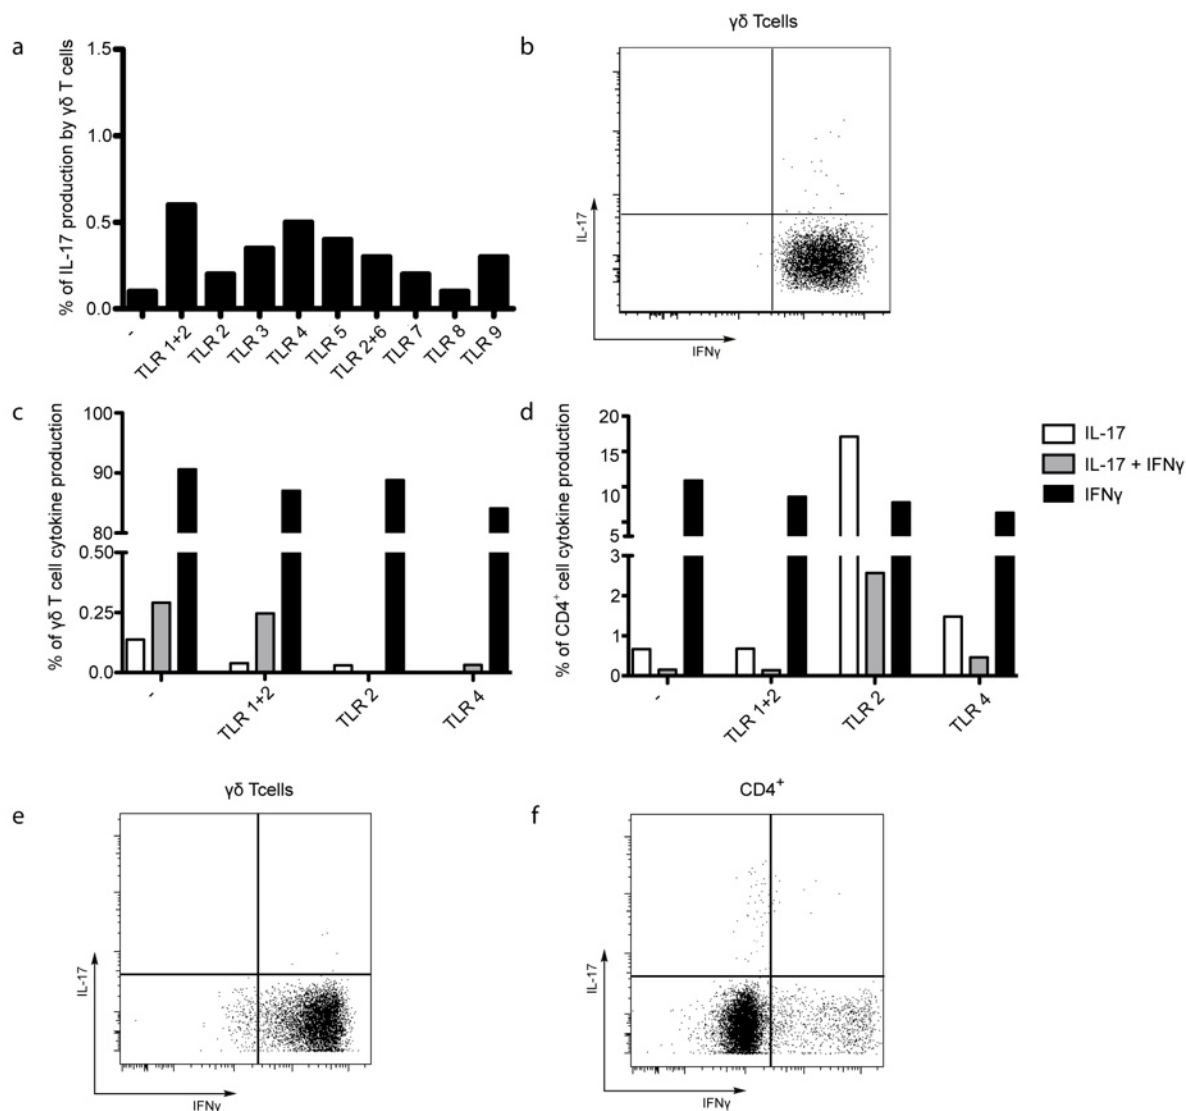 a
% of IL-17 production by γδ T cells
1.5
1.0
0.5
0.0
-
TLR 1+2
TLR 2
TLR 3
TLR 4
TLR 5
TLR 2+6
TLR 7
TLR 8
TLR 9
b
γδ Tcells
IL-17
IFNγ
c
% of γδ T cell cytokine production
100
90
80
0.50
0.25
0.0
-
TLR 1+2
TLR 2
TLR 4
d
% of CD4⁺ cell cytokine production
20
15
10
5
3
2
1
0
-
TLR 1+2
TLR 2
TLR 4
IL-17
IL-17 + IFNγ
IFNγ
e
γδ Tcells
IL-17
IFNγ
f
CD4⁺
IL-17
IFNγ